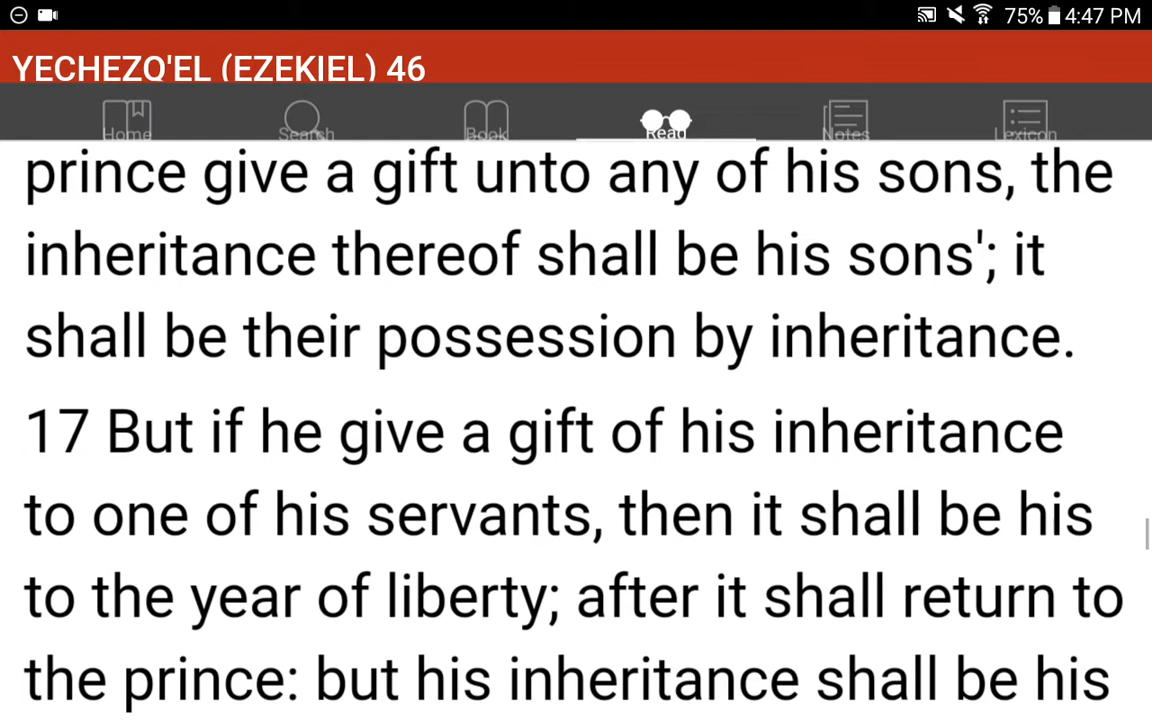 75% 4:47 PM
YECHEZQ'EL (EZEKIEL) 46
Home Search Book Read Notes Lexicon
prince give a gift unto any of his sons, the
inheritance thereof shall be his sons'; it
shall be their possession by inheritance.
17 But if he give a gift of his inheritance
to one of his servants, then it shall be his
to the year of liberty; after it shall return to
the prince: but his inheritance shall be his